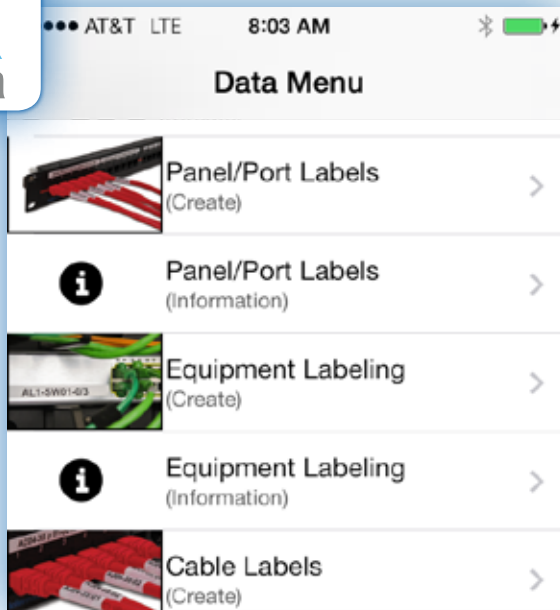 AT&T LTE 8:03 AM
Data Menu
Panel/Port Labels
(Create)
Panel/Port Labels
(Information)
AL1-SW01-0/3
Equipment Labeling
(Create)
Equipment Labeling
(Information)
Cable Labels
(Create)